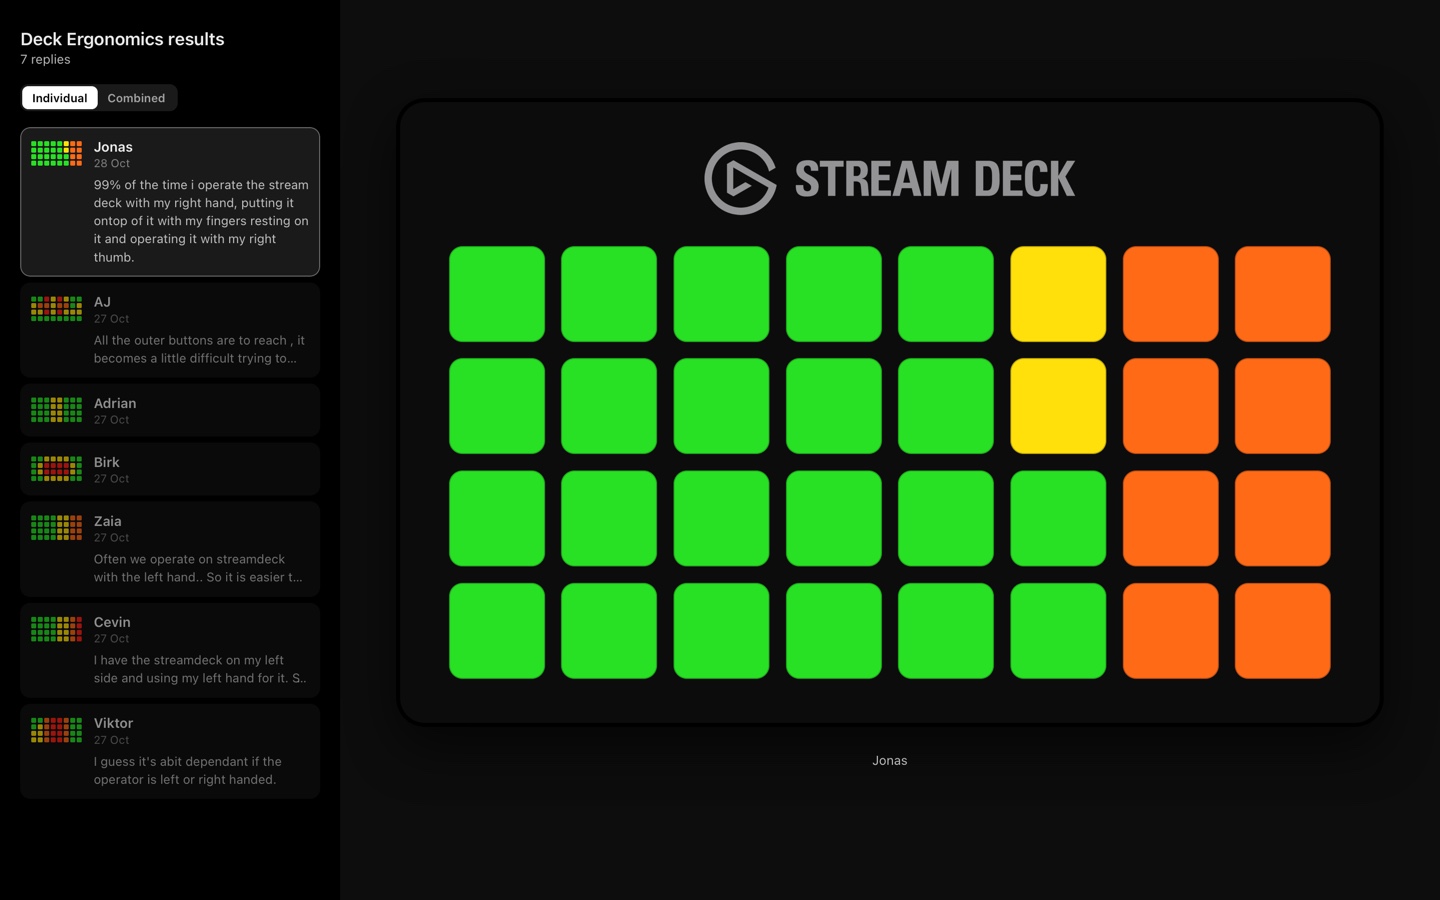 Deck Ergonomics results
7 replies
Individual
Combined
Jonas
28 Oct
99% of the time i operate the stream
deck with my right hand, putting it
ontop of it with my fingers resting on
it and operating it with my right
thumb.
AJ
27 Oct
All the outer buttons are to reach , it
becomes a little difficult trying to...
Adrian
27 Oct
Birk
27 Oct
Zaia
27 Oct
Often we operate on streamdeck
with the left hand.. So it is easier t...
Cevin
27 Oct
I have the streamdeck on my left
side and using my left hand for it. S..
Viktor
27 Oct
I guess it's abit dependant if the
operator is left or right handed.
STREAM DECK
Jonas